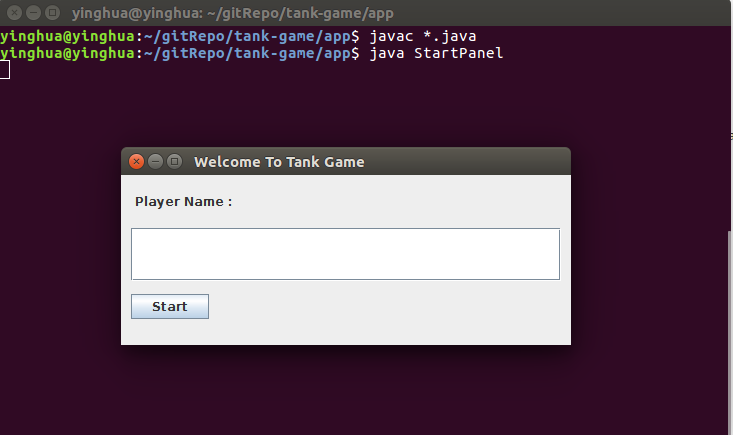 yinghua@yinghua: ~/gitRepo/tank-game/app
yinghua@yinghua:~/gitRepo/tank-game/app$ javac *.java
yinghua@yinghua:~/gitRepo/tank-game/app$ java StartPanel
Welcome To Tank Game
Player Name :
Start